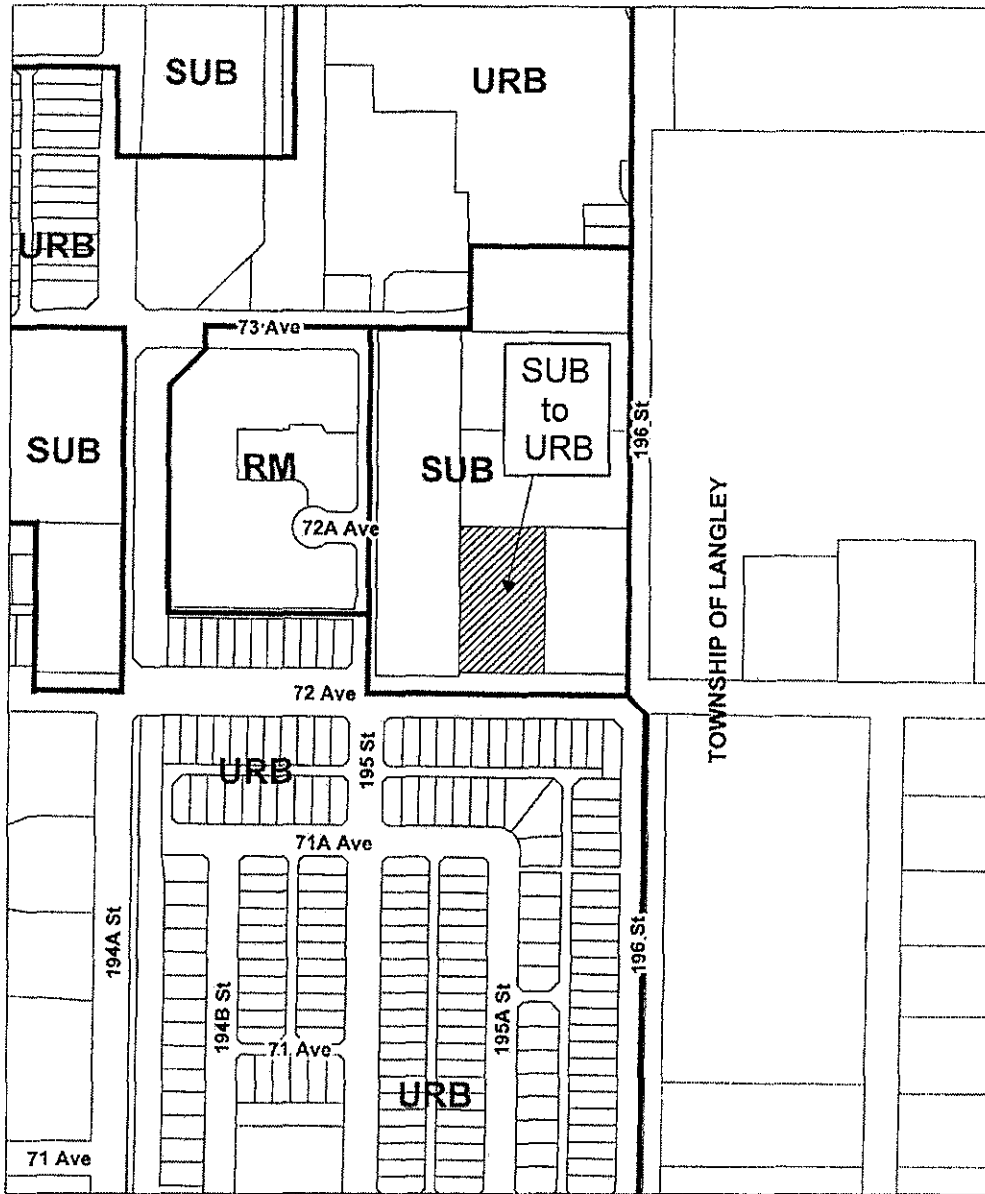 SUB
URB
URB
73 Ave
SUB
to
URB
196 St
SUB
RM
SUB
72A Ave
TOWNSHIP OF LANGLEY
72 Ave
195 St
URB
71A Ave
194A St
194B St
195A St
196 St
71 Ave
URB
71 Ave